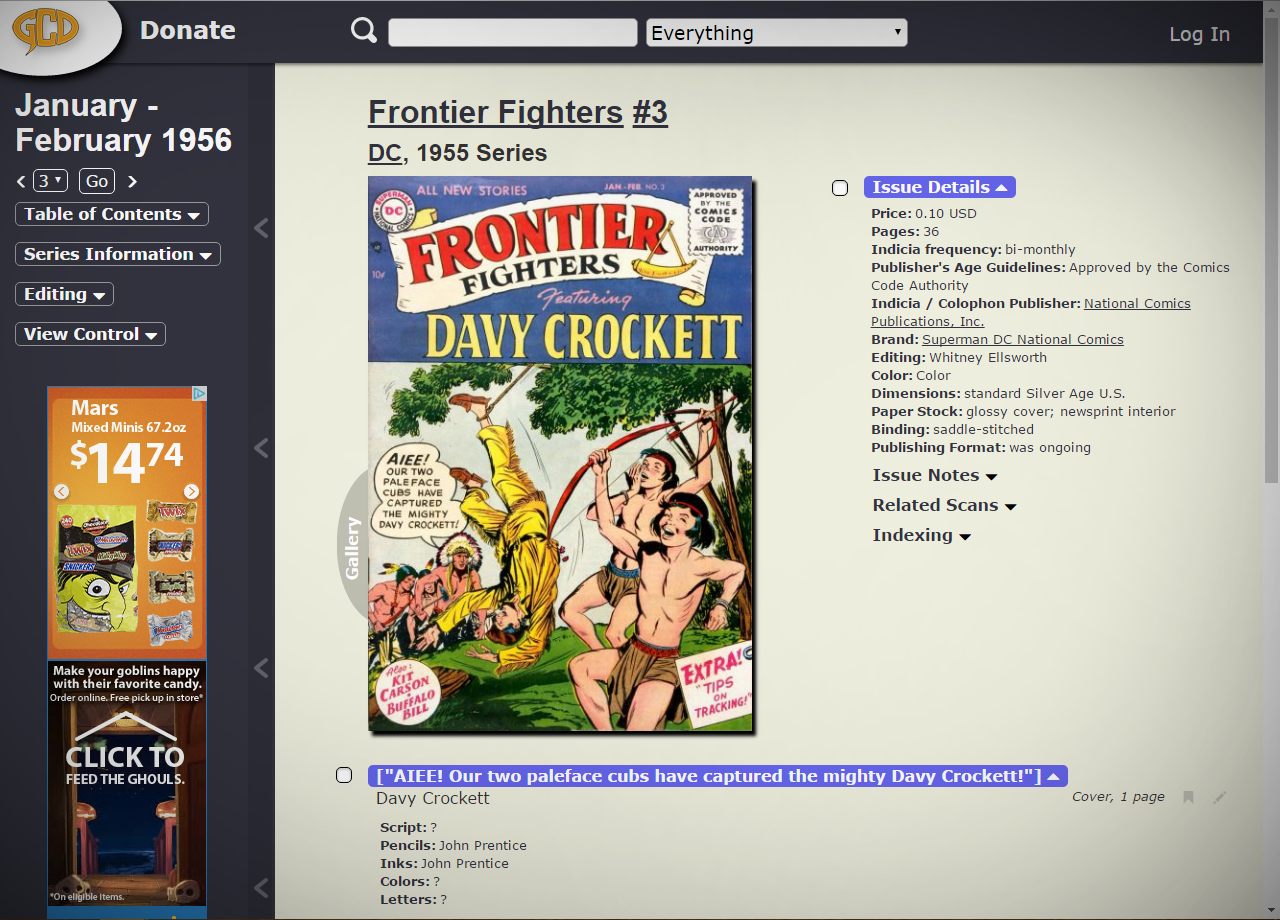 GCD
Donate
Everything
Log In
January -
February 1956
3
Go
Table of Contents
Series Information
Editing
View Control
Mars
Mixed Minis 67.2oz
$14 74
240
TWIX
SNICKERS
Make your goblins happy
with their favorite candy.
Order online. Free pick up in store*
CLICK TO
FEED THE GHOULS.
*On eligible items.
Frontier Fighters #3
DC, 1955 Series
Gallery
ALL NEW STORIES
JAN.-FEB. NO. 3
SUPERMAN
DC
NATIONAL COMICS
APPROVED
BY THE
COMICS
CODE
AUTHORITY
10¢
FRONTIER
FIGHTERS
Featuring
DAVY CROCKETT
AIEE!
OUR TWO
PALEFACE
CUBS HAVE
CAPTURED
THE MIGHTY
DAVY CROCKETT!
Also:
KIT
CARSON
and
BUFFALO
BILL
EXTRA!
"TIPS
ON
TRACKING!"
Issue Details
Price: 0.10 USD
Pages: 36
Indicia frequency: bi-monthly
Publisher's Age Guidelines: Approved by the Comics
Code Authority
Indicia / Colophon Publisher: National Comics
Publications, Inc.
Brand: Superman DC National Comics
Editing: Whitney Ellsworth
Color: Color
Dimensions: standard Silver Age U.S.
Paper Stock: glossy cover; newsprint interior
Binding: saddle-stitched
Publishing Format: was ongoing
Issue Notes
Related Scans
Indexing
["AIEE! Our two paleface cubs have captured the mighty Davy Crockett!"]
Davy Crockett
Cover, 1 page
Script: ?
Pencils: John Prentice
Inks: John Prentice
Colors: ?
Letters: ?